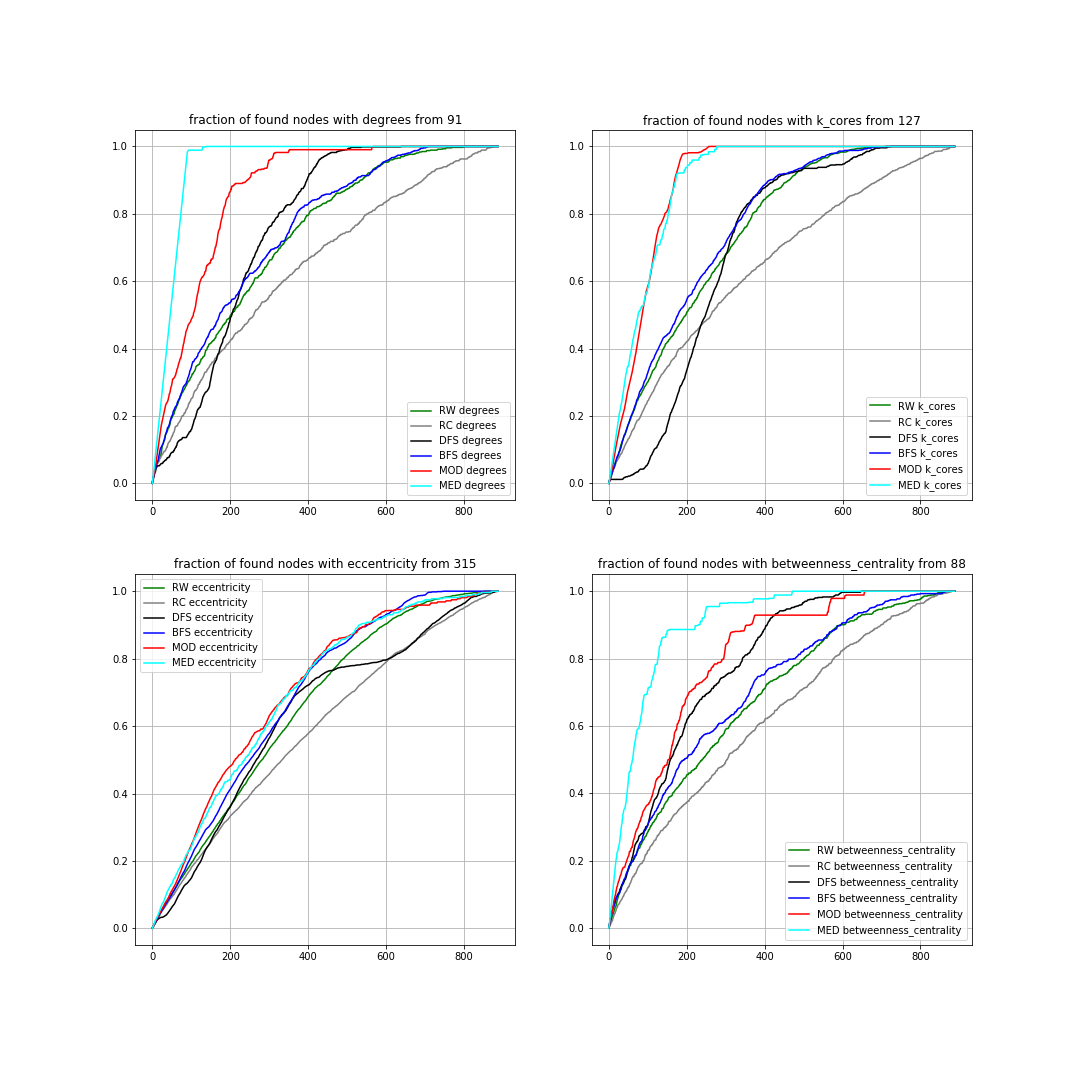 fraction of found nodes with degrees from 91
1.0
0.8
0.6
0.4
0.2
0.0
0 200 400 600 800
RW degrees
RC degrees
DFS degrees
BFS degrees
MOD degrees
MED degrees
fraction of found nodes with k_cores from 127
1.0
0.8
0.6
0.4
0.2
0.0
0 200 400 600 800
RW k_cores
RC k_cores
DFS k_cores
BFS k_cores
MOD k_cores
MED k_cores
fraction of found nodes with eccentricity from 315
1.0
0.8
0.6
0.4
0.2
0.0
0 200 400 600 800
RW eccentricity
RC eccentricity
DFS eccentricity
BFS eccentricity
MOD eccentricity
MED eccentricity
fraction of found nodes with betweenness_centrality from 88
1.0
0.8
0.6
0.4
0.2
0.0
0 200 400 600 800
RW betweenness_centrality
RC betweenness_centrality
DFS betweenness_centrality
BFS betweenness_centrality
MOD betweenness_centrality
MED betweenness_centrality